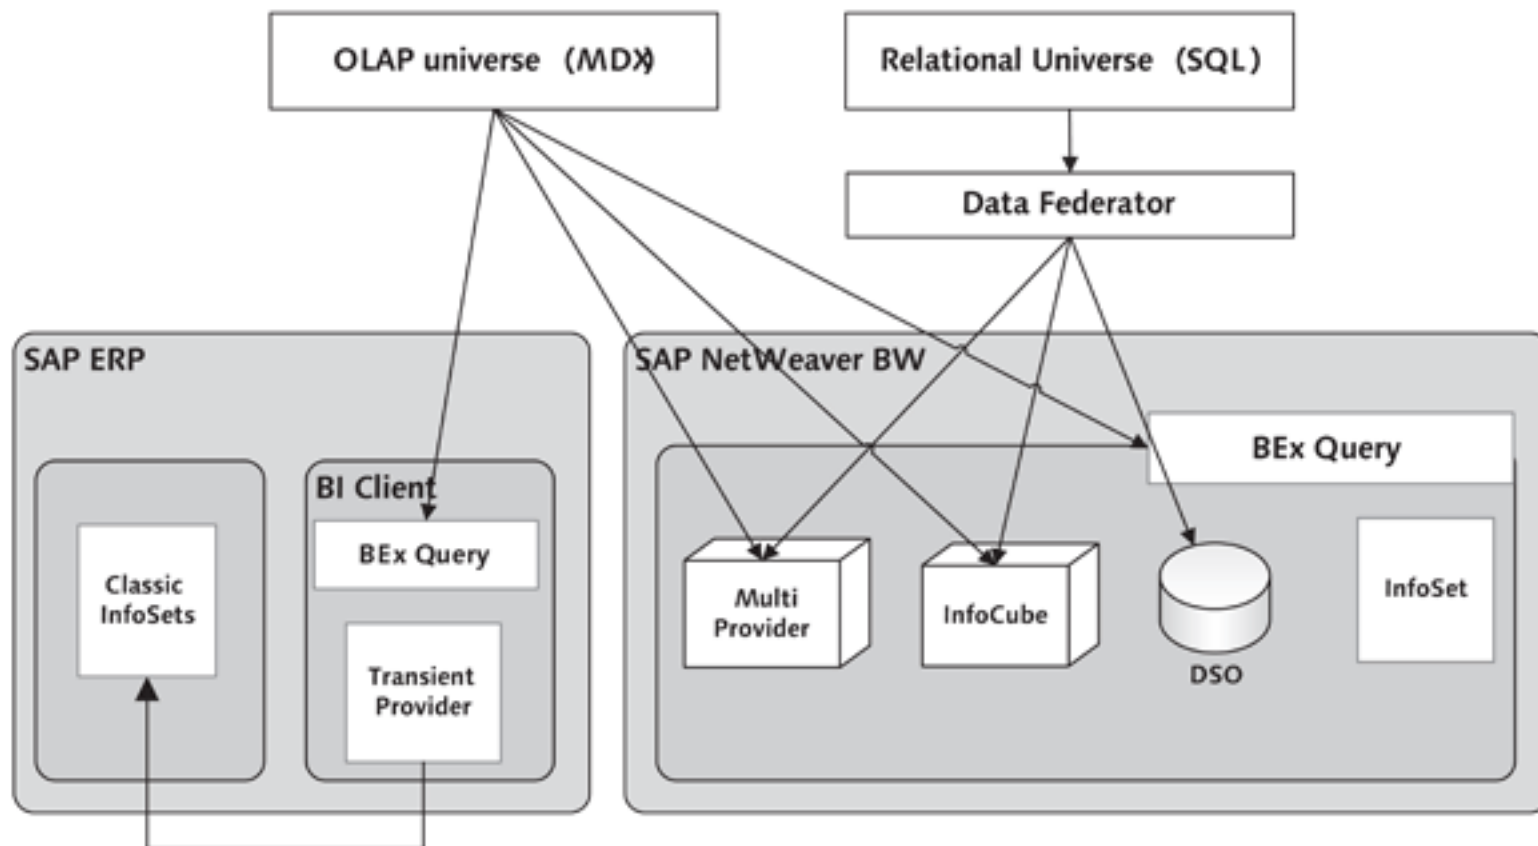 OLAP universe (MDX)
Relational Universe (SQL)
Data Federator
SAP ERP
SAP NetWeaver BW
BI Client
BEx Query
BEx Query
Classic
InfoSets
Transient
Provider
Multi
Provider
InfoCube
DSO
InfoSet